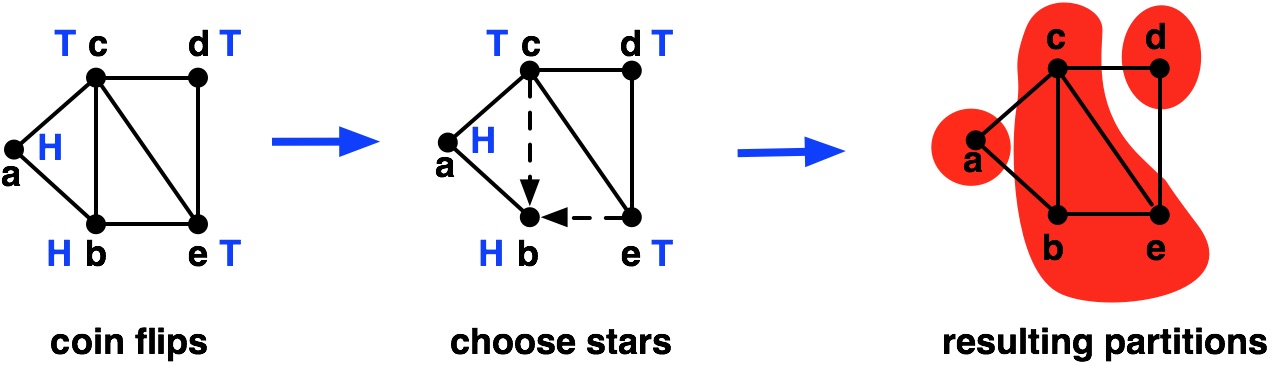 T c d T
H
a
H b e T
coin flips
T c d T
H
a
H b e T
choose stars
c d
a
b e
resulting partitions